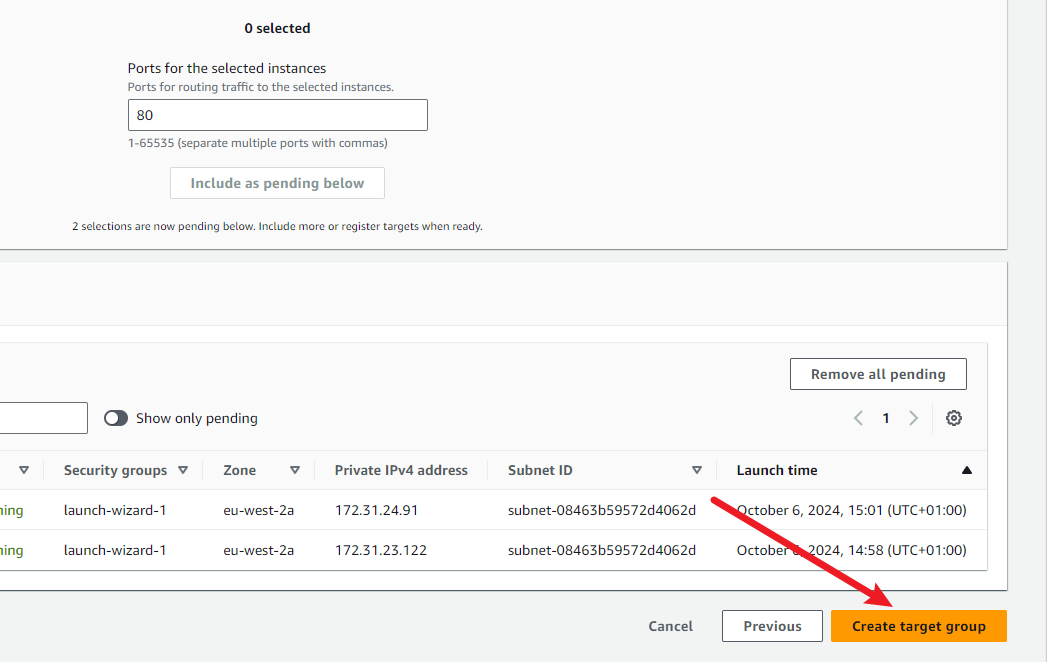 0 selected
Ports for the selected instances
Ports for routing traffic to the selected instances.
80
1-65535 (separate multiple ports with commas)
Include as pending below
2 selections are now pending below. Include more or register targets when ready.
Remove all pending
Show only pending
1
Security groups Zone Private IPv4 address Subnet ID Launch time
ning launch-wizard-1 eu-west-2a 172.31.24.91 subnet-08463b59572d4062d October 6, 2024, 15:01 (UTC+01:00)
ning launch-wizard-1 eu-west-2a 172.31.23.122 subnet-08463b59572d4062d October 6, 2024, 14:58 (UTC+01:00)
Cancel Previous Create target group